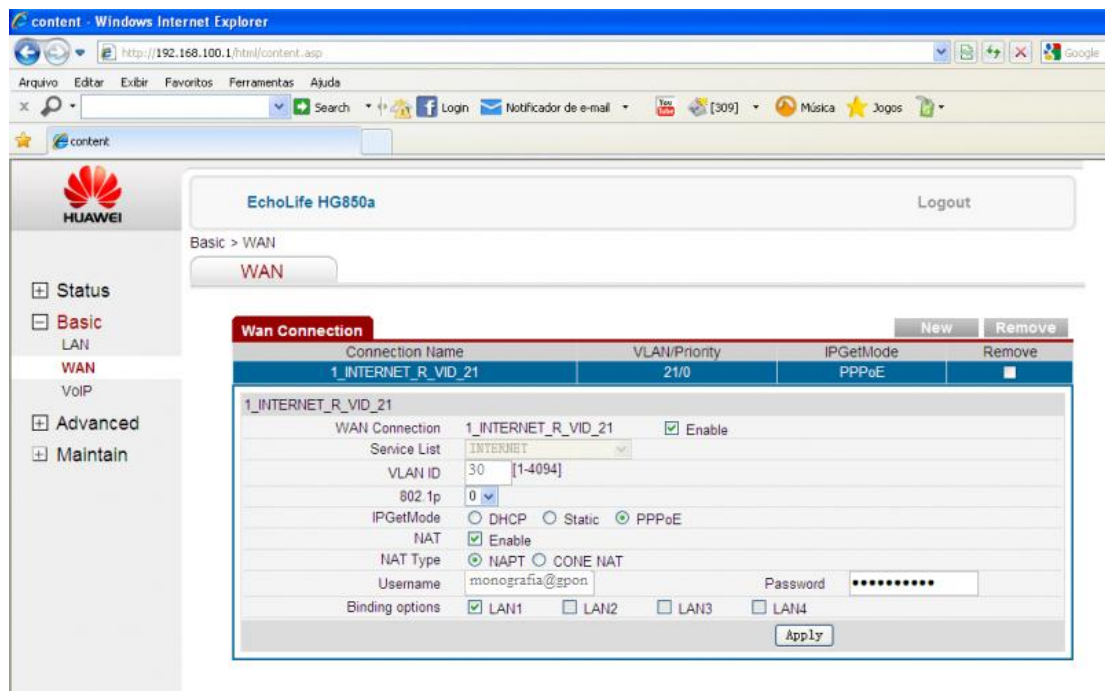 content - Windows Internet Explorer
http://192.168.100.1/html/content.asp
Google
Arquivo Editar Exibir Favoritos Ferramentas Ajuda
Search Login Notificador de e-mail You Tube [309] Música Jogos
content
HUAWEI
EchoLife HG850a Logout
Basic > WAN
WAN
Status
Basic
LAN
WAN
VoIP
Advanced
Maintain
Wan Connection New Remove
Connection Name VLAN/Priority IPGetMode Remove
1_INTERNET_R_VID_21 21/0 PPPoE
1_INTERNET_R_VID_21
WAN Connection 1_INTERNET_R_VID_21 Enable
Service List INTERNET
VLAN ID 30 [1-4094]
802.1p 0
IPGetMode DHCP Static PPPoE
NAT Enable
NAT Type NAPT CONE NAT
Username monografia@gpon Password ••••••••••
Binding options LAN1 LAN2 LAN3 LAN4
Apply